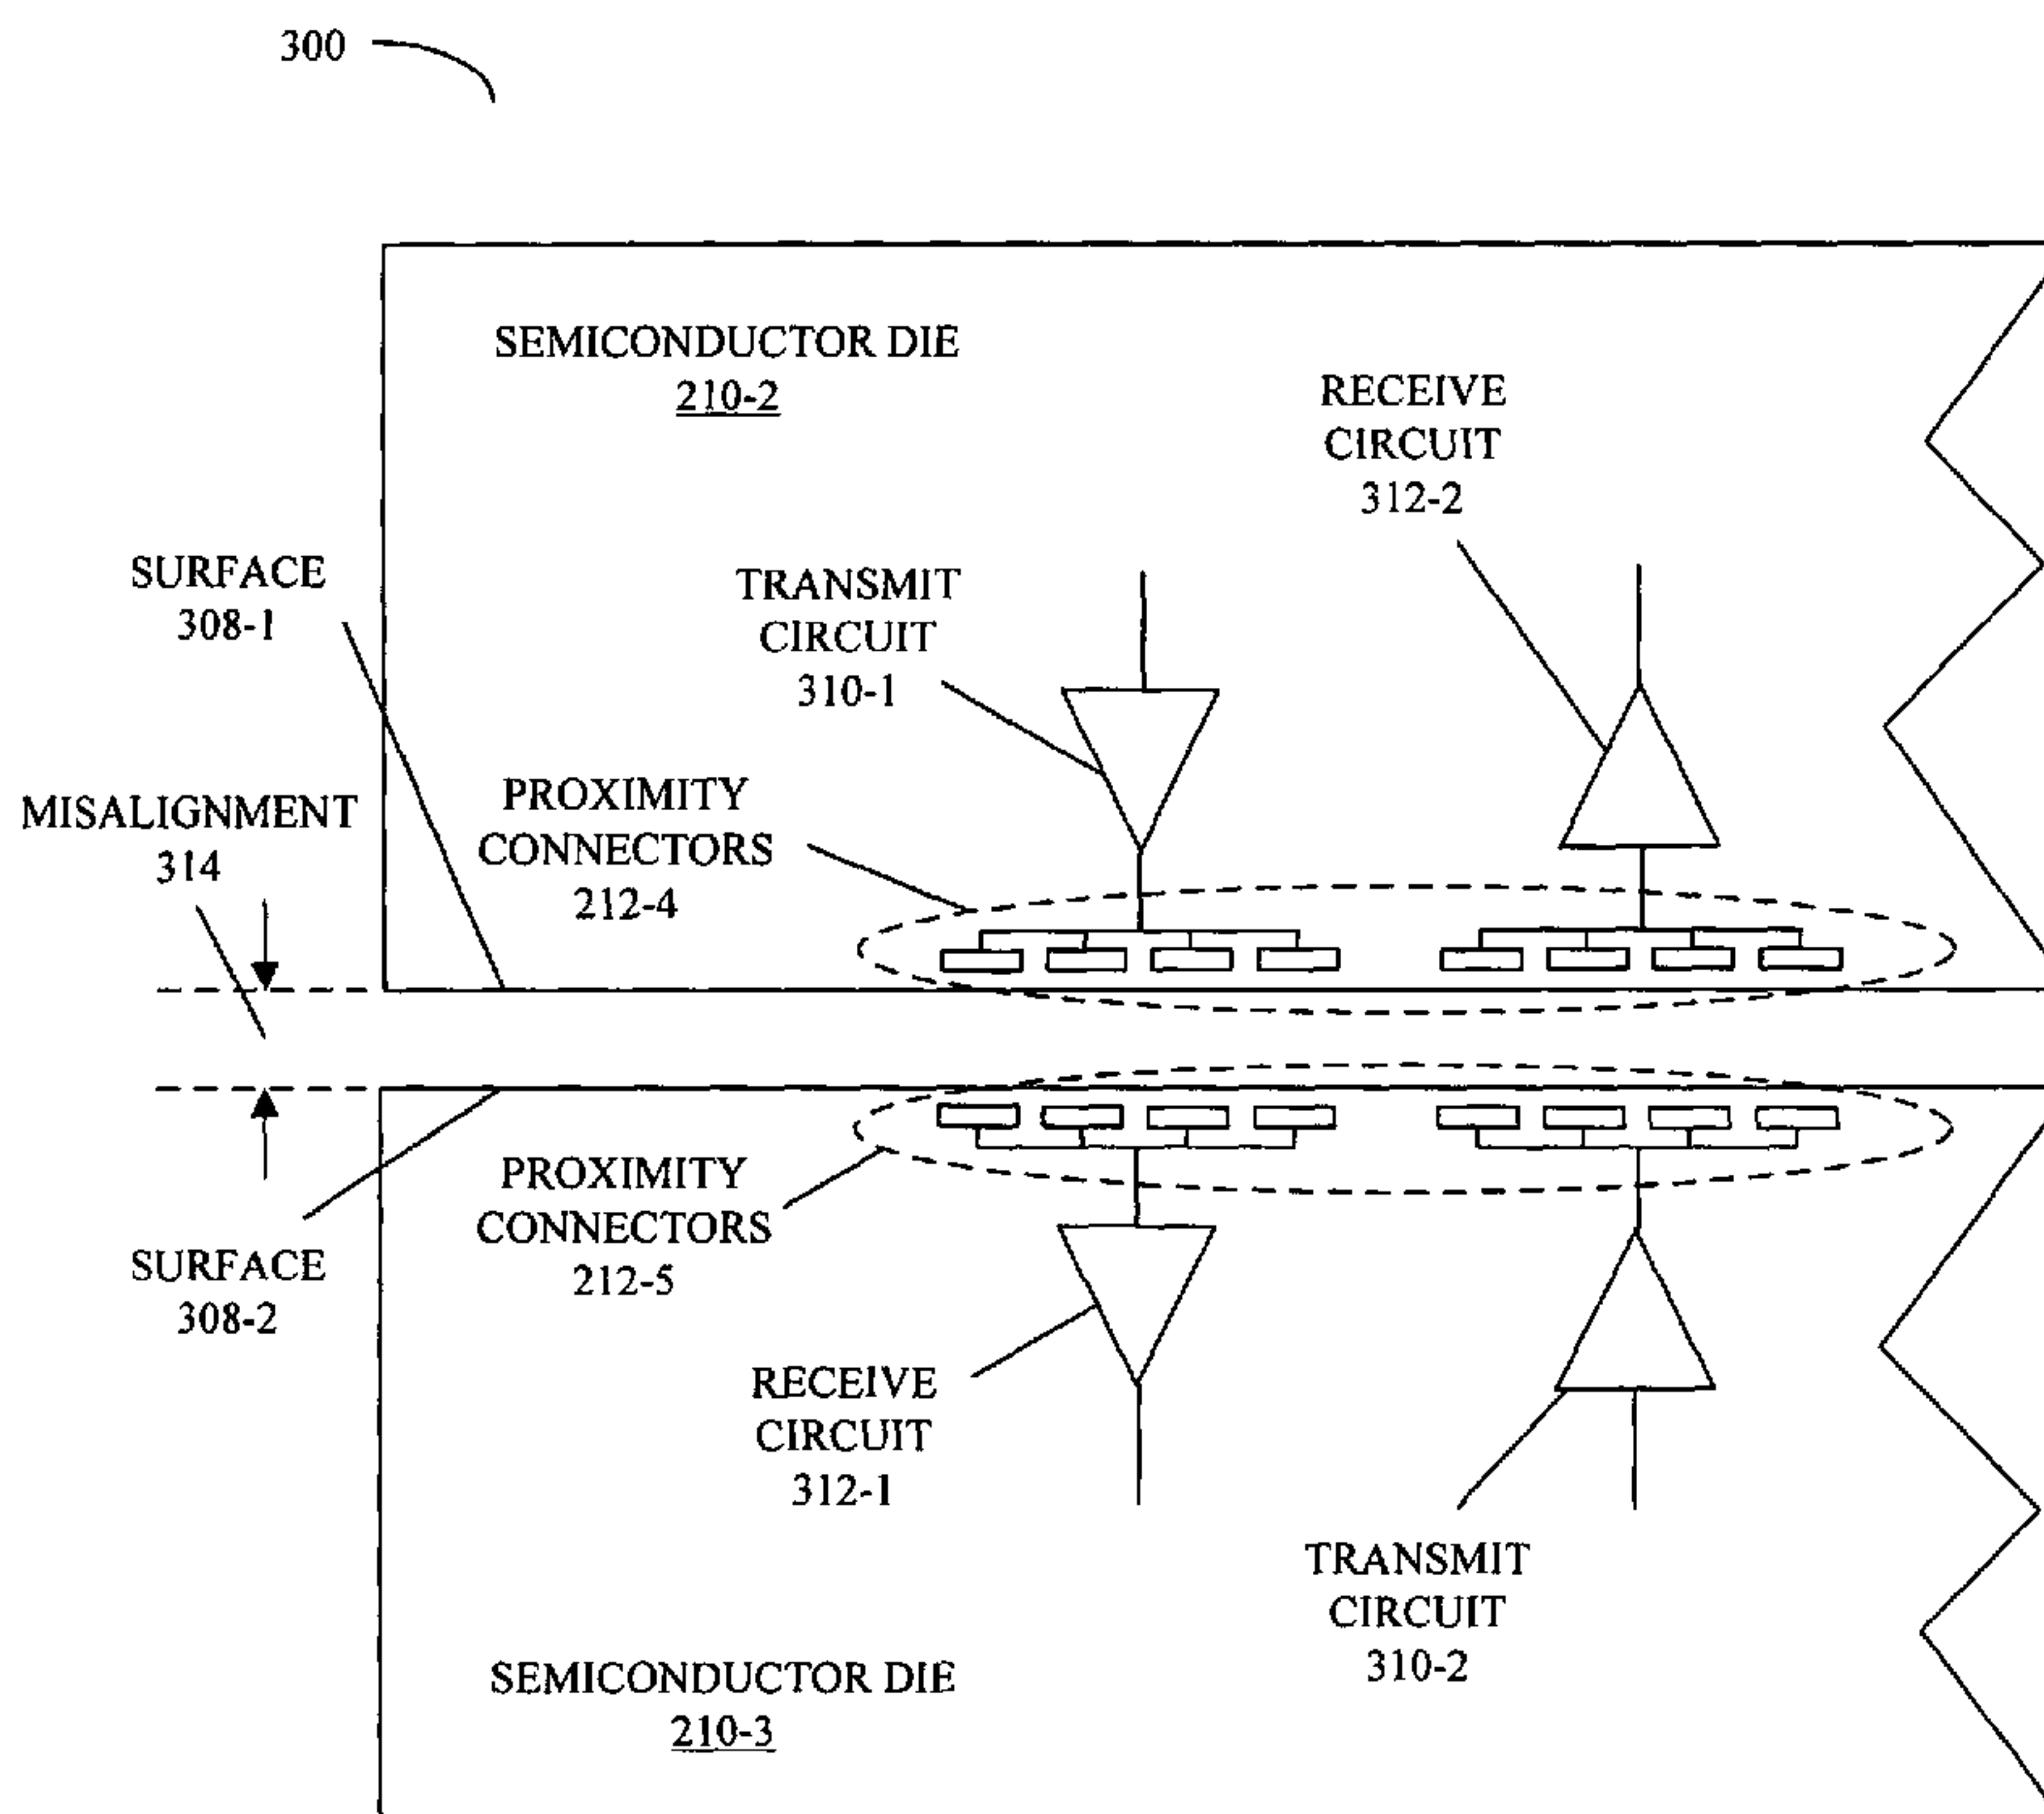 300
SEMICONDUCTOR DIE
210-2
RECEIVE
CIRCUIT
312-2
SURFACE
308-1
TRANSMIT
CIRCUIT
310-1
MISALIGNMENT
314
PROXIMITY
CONNECTORS
212-4
PROXIMITY
CONNECTORS
212-5
SURFACE
308-2
RECEIVE
CIRCUIT
312-1
TRANSMIT
CIRCUIT
310-2
SEMICONDUCTOR DIE
210-3